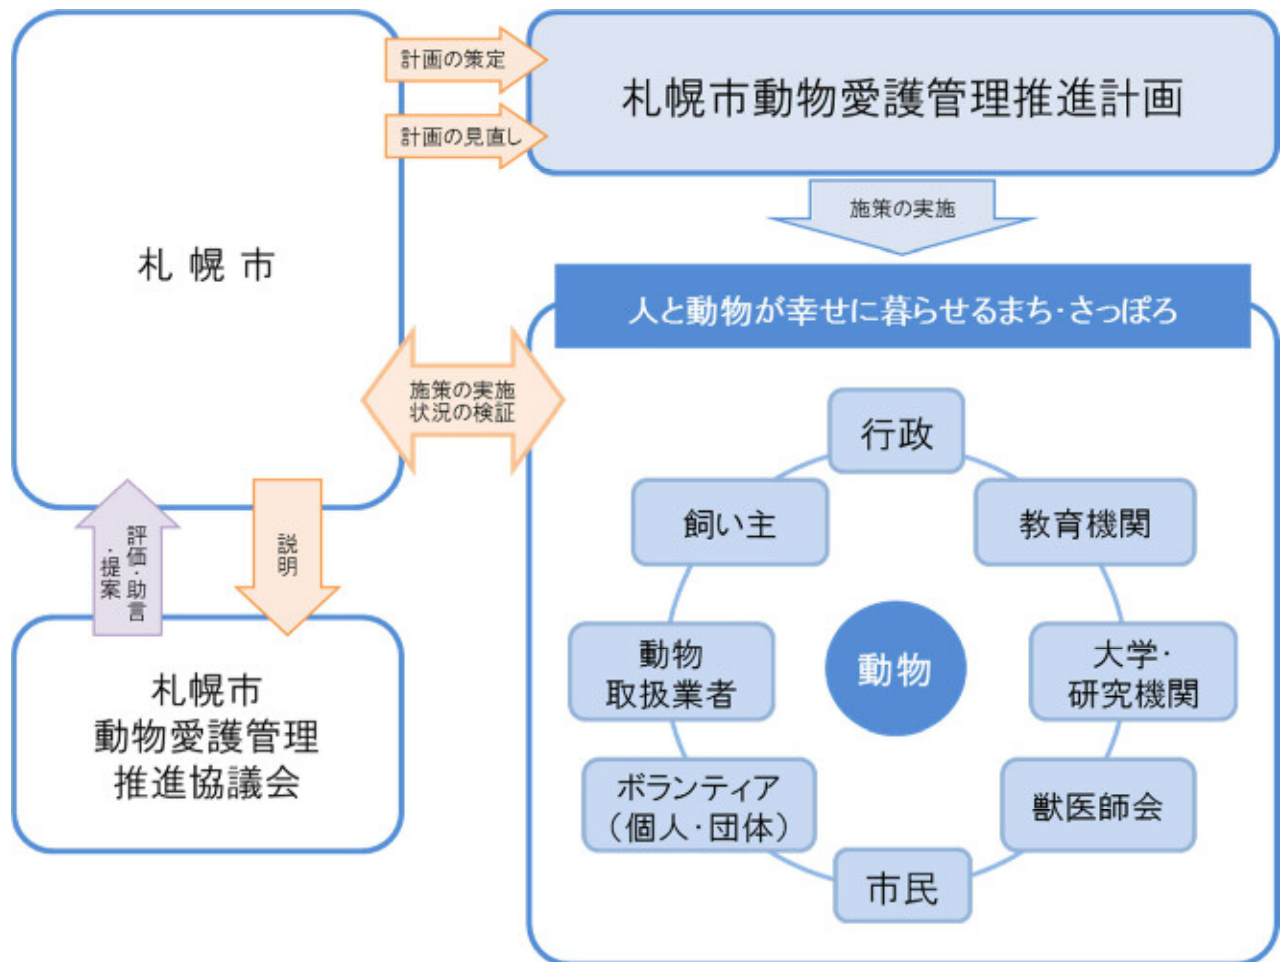 計画の策定
札幌市動物愛護管理推進計画
計画の見直し
施策の実施
札 幌 市
人と動物が幸せに暮らせるまち・さっぽろ
施策の実施
状況の検証
行政
飼い主
教育機関
評価・助言
・提案
説明
動物
取扱業者
動物
大学・
研究機関
札幌市
動物愛護管理
推進協議会
ボランティア
（個人・団体）
獣医師会
市民